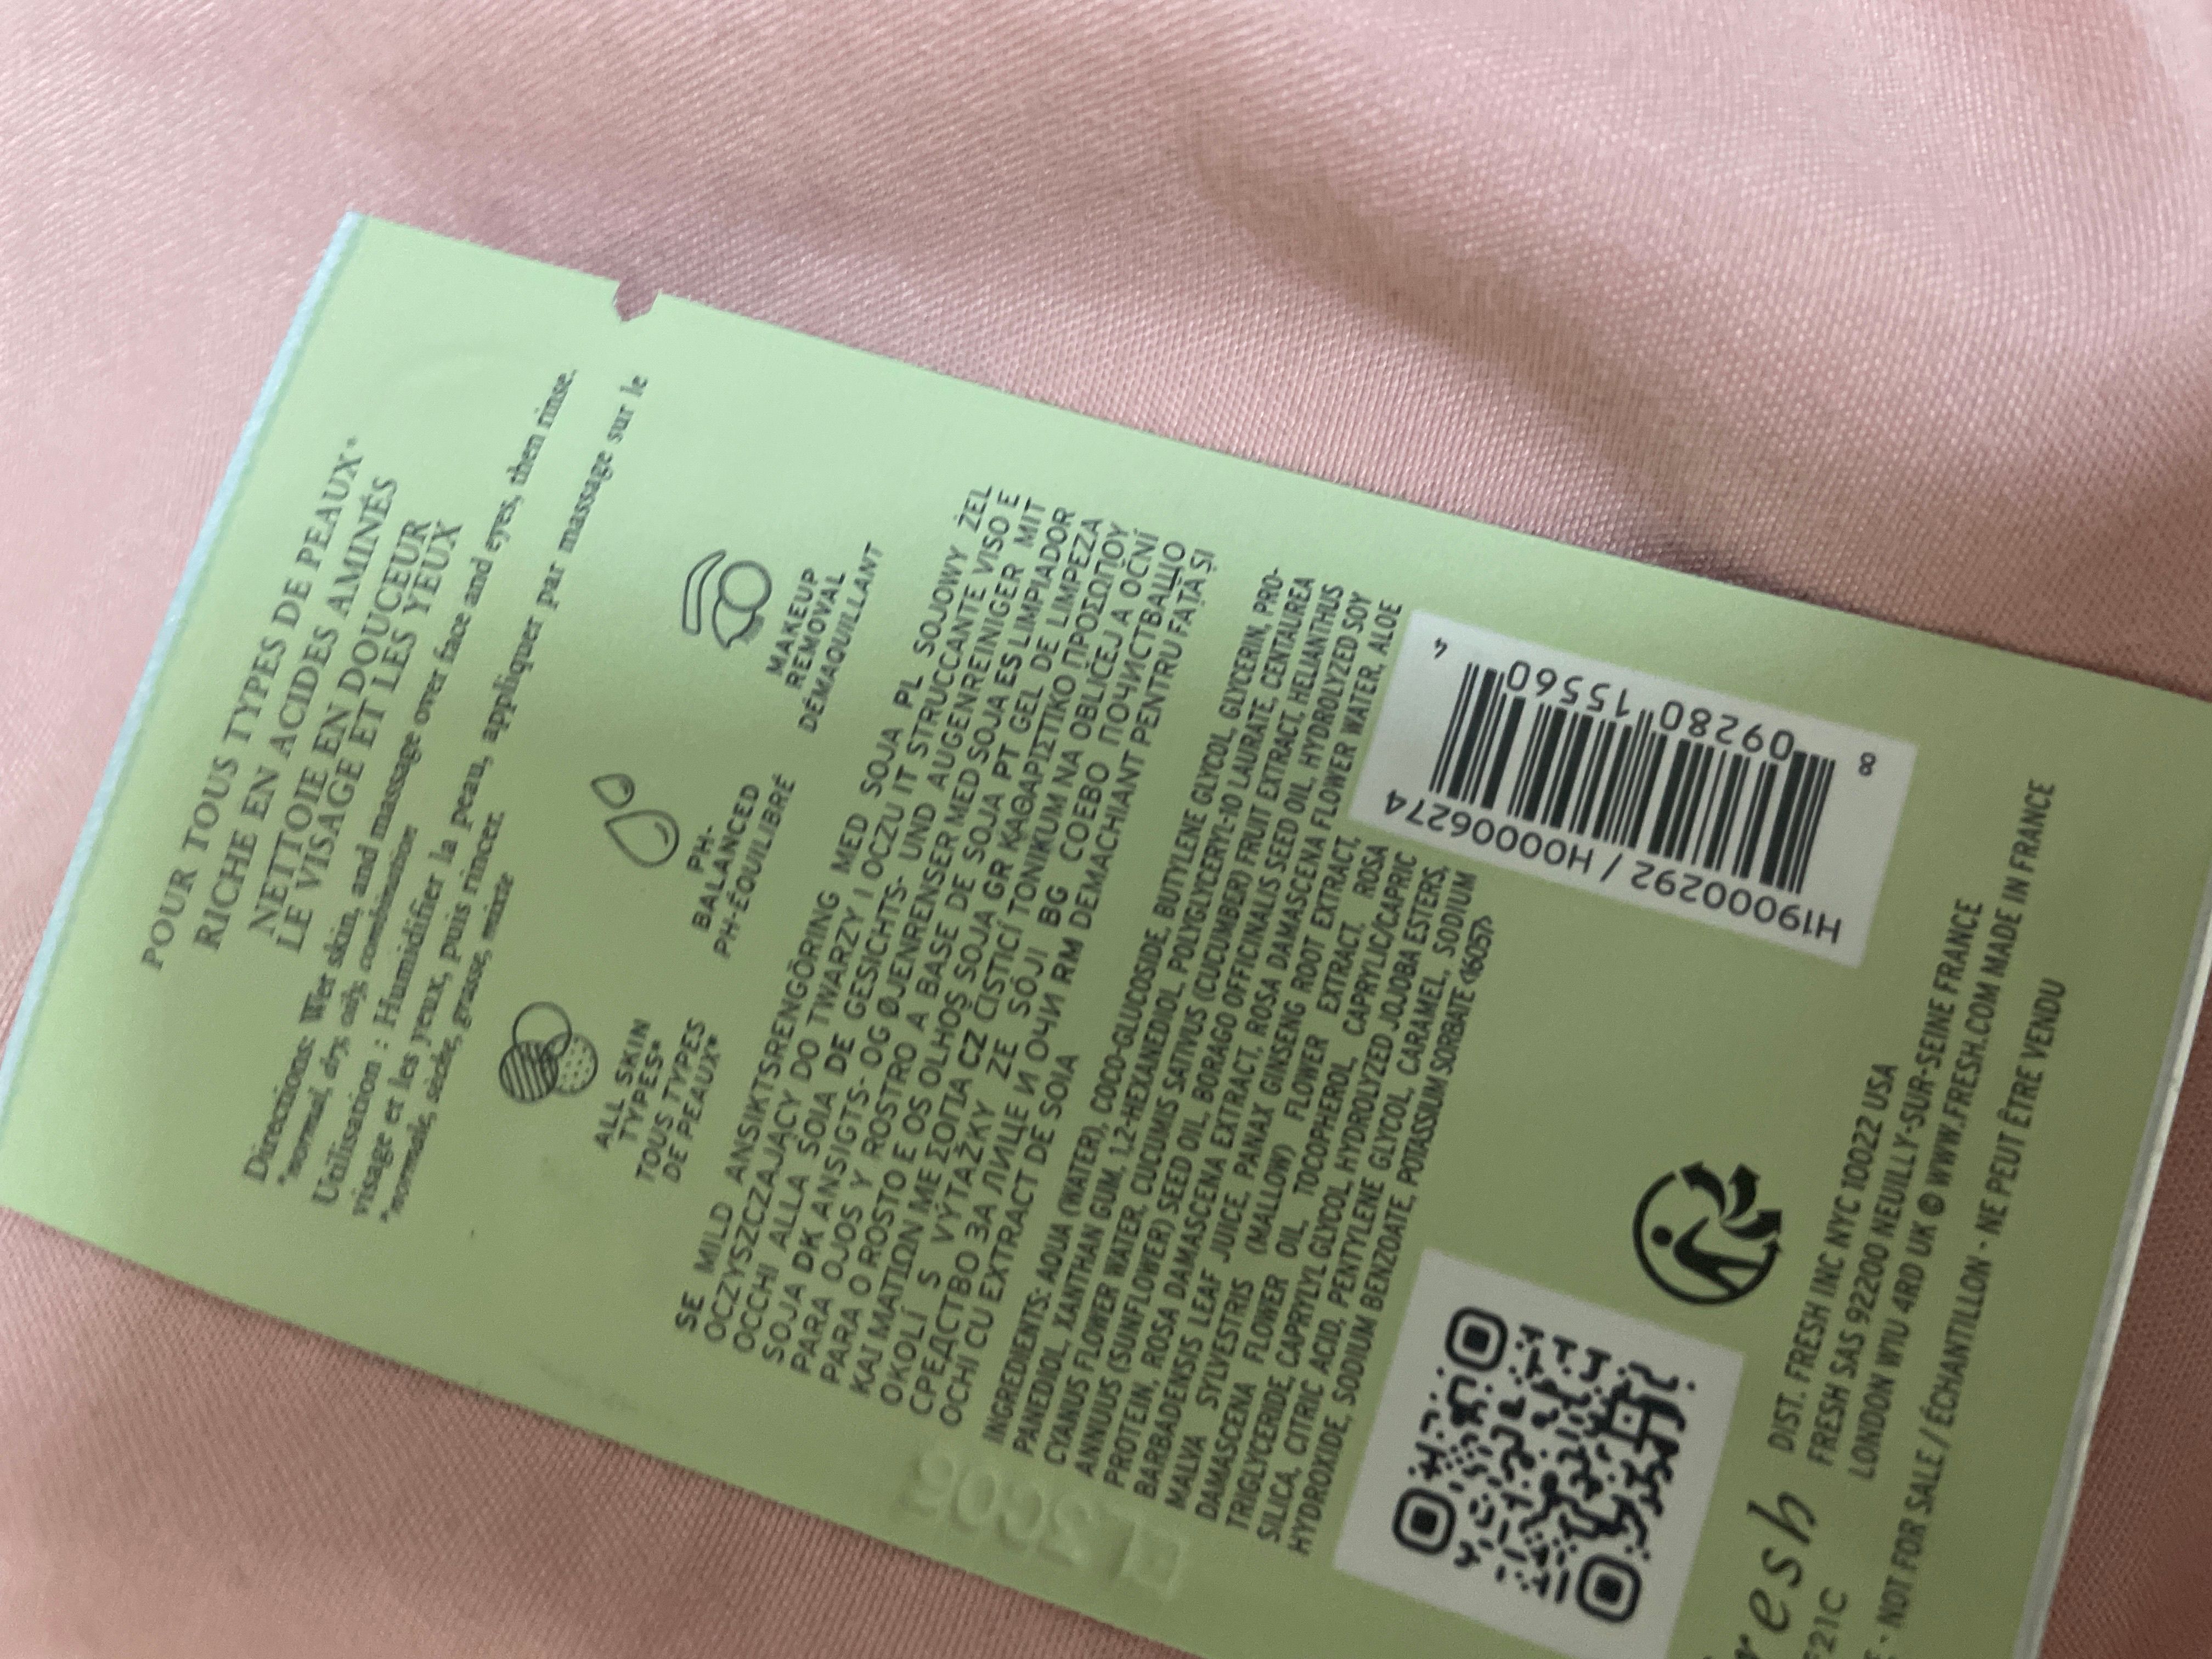 POUR TOUS TYPES DE PEAUX*
RICHE EN ACIDES AMINÉS
NETTOIE EN DOUCEUR
LE VISAGE ET LES YEUX
Directions: Wet skin, and massage over face and eyes, then rinse.
*normal, dry, oily, combination
Utilisation : Humidifier la peau, appliquer par massage sur le
visage et les yeux, puis rincer.
*normale, sèche, grasse, mixte
ALL SKIN
TYPES*
TOUS TYPES
DE PEAUX*
PH-
BALANCED
PH-ÉQUILIBRÉ
MAKEUP
REMOVAL
DÉMAQUILLANT
SE MILD ANSIKTSRENGÖRING MED SOJA PL SOJOWY ŻEL
OCZYSZCZAJĄCY DO TWARZY I OCZU IT STRUCCANTE VISO E
OCCHI ALLA SOIA DE GESICHTS- UND AUGENREINIGER MIT
SOJA DK ANSIGTS- OG ØJENRENSER MED SOJA ES LIMPIADOR
PARA OJOS Y ROSTRO A BASE DE SOJA PT GEL DE LIMPEZA
PARA O ROSTO E OS OLHOS SOJA GR ΚΑΘΑΡΙΣΤΙΚΟ ΠΡΟΣΩΠΟΥ
ΚΑΙ ΜΑΤΙΩΝ ΜΕ ΣΟΓΙΑ CZ ČISTICÍ TONIKUM NA OBLIČEJ A OČNÍ
OKOLÍ S VÝTAŽKY ZE SÓJI BG СОЕВО ПОЧИСТВАЩО
СРЕДСТВО ЗА ЛИЦЕ И ОЧИ RM DEMACHIANT PENTRU FAȚĂ ȘI
OCHI CU EXTRACT DE SOIA
INGREDIENTS: AQUA (WATER), COCO-GLUCOSIDE, BUTYLENE GLYCOL, GLYCERIN, PRO-
PANEDIOL, XANTHAN GUM, 1,2-HEXANEDIOL, POLYGLYCERYL-10 LAURATE, CENTAUREA
CYANUS FLOWER WATER, CUCUMIS SATIVUS (CUCUMBER) FRUIT EXTRACT, HELIANTHUS
ANNUUS (SUNFLOWER) SEED OIL, BORAGO OFFICINALIS SEED OIL, HYDROLYZED SOY
PROTEIN, ROSA DAMASCENA EXTRACT, ROSA DAMASCENA FLOWER WATER, ALOE
BARBADENSIS LEAF JUICE, PANAX GINSENG ROOT EXTRACT,
MALVA SYLVESTRIS (MALLOW) FLOWER EXTRACT, ROSA
DAMASCENA FLOWER OIL, TOCOPHEROL, CAPRYLIC/CAPRIC
TRIGLYCERIDE, CAPRYLYL GLYCOL, HYDROLYZED JOJOBA ESTERS,
SILICA, CITRIC ACID, PENTYLENE GLYCOL, CARAMEL, SODIUM
HYDROXIDE, SODIUM BENZOATE, POTASSIUM SORBATE <16057>
H19000292 / H00006274
8 09280 15560 4
resh
F21C
DIST. FRESH INC NYC 10022 USA
FRESH SAS 92200 NEUILLY-SUR-SEINE FRANCE
LONDON W1U 4RD UK © WWW.FRESH.COM MADE IN FRANCE
E - NOT FOR SALE / ÉCHANTILLON - NE PEUT ÊTRE VENDU